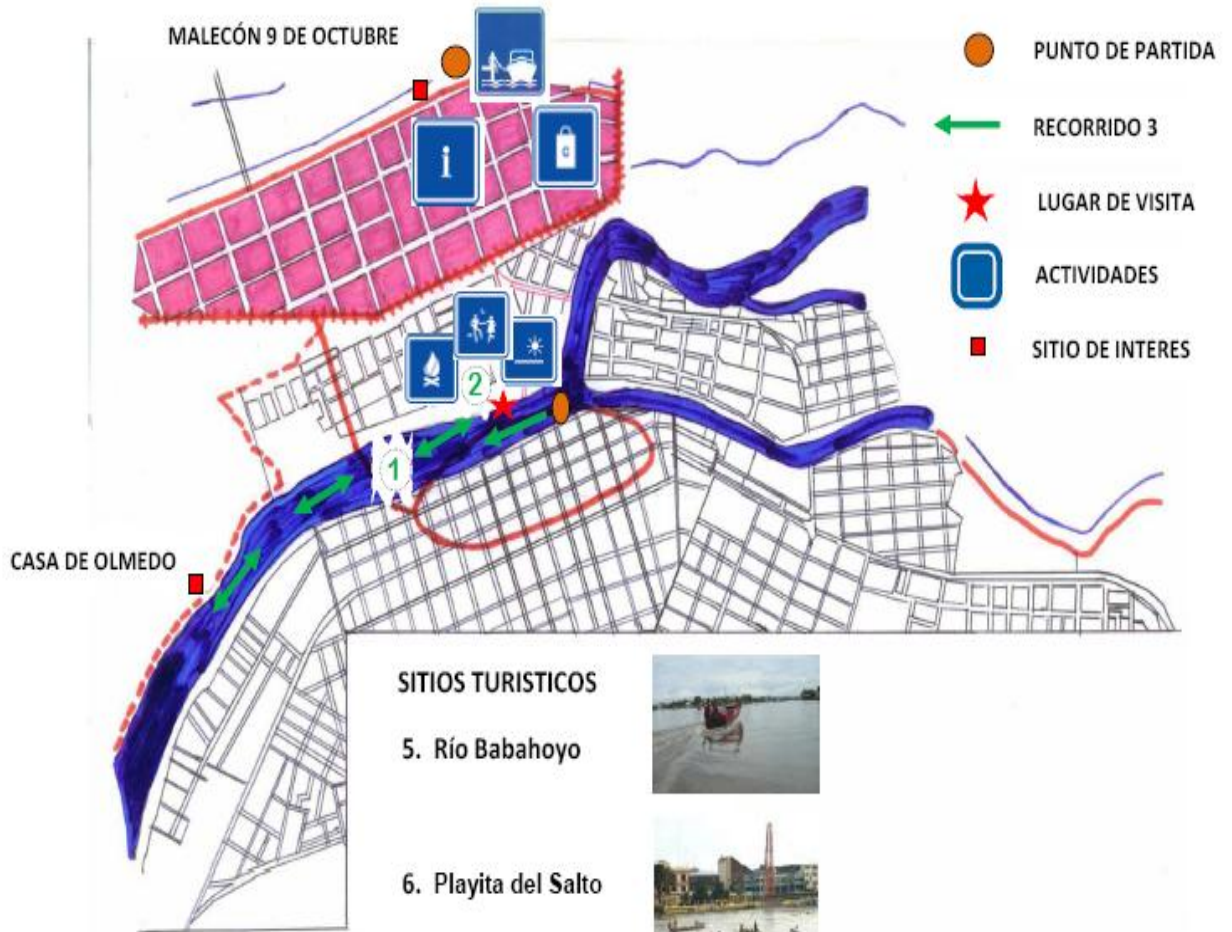 MALECÓN 9 DE OCTUBRE
PUNTO DE PARTIDA
RECORRIDO 3
LUGAR DE VISITA
ACTIVIDADES
SITIO DE INTERES
i
G
2
1
CASA DE OLMEDO
SITIOS TURISTICOS
5. Río Babahoyo
6. Playita del Salto